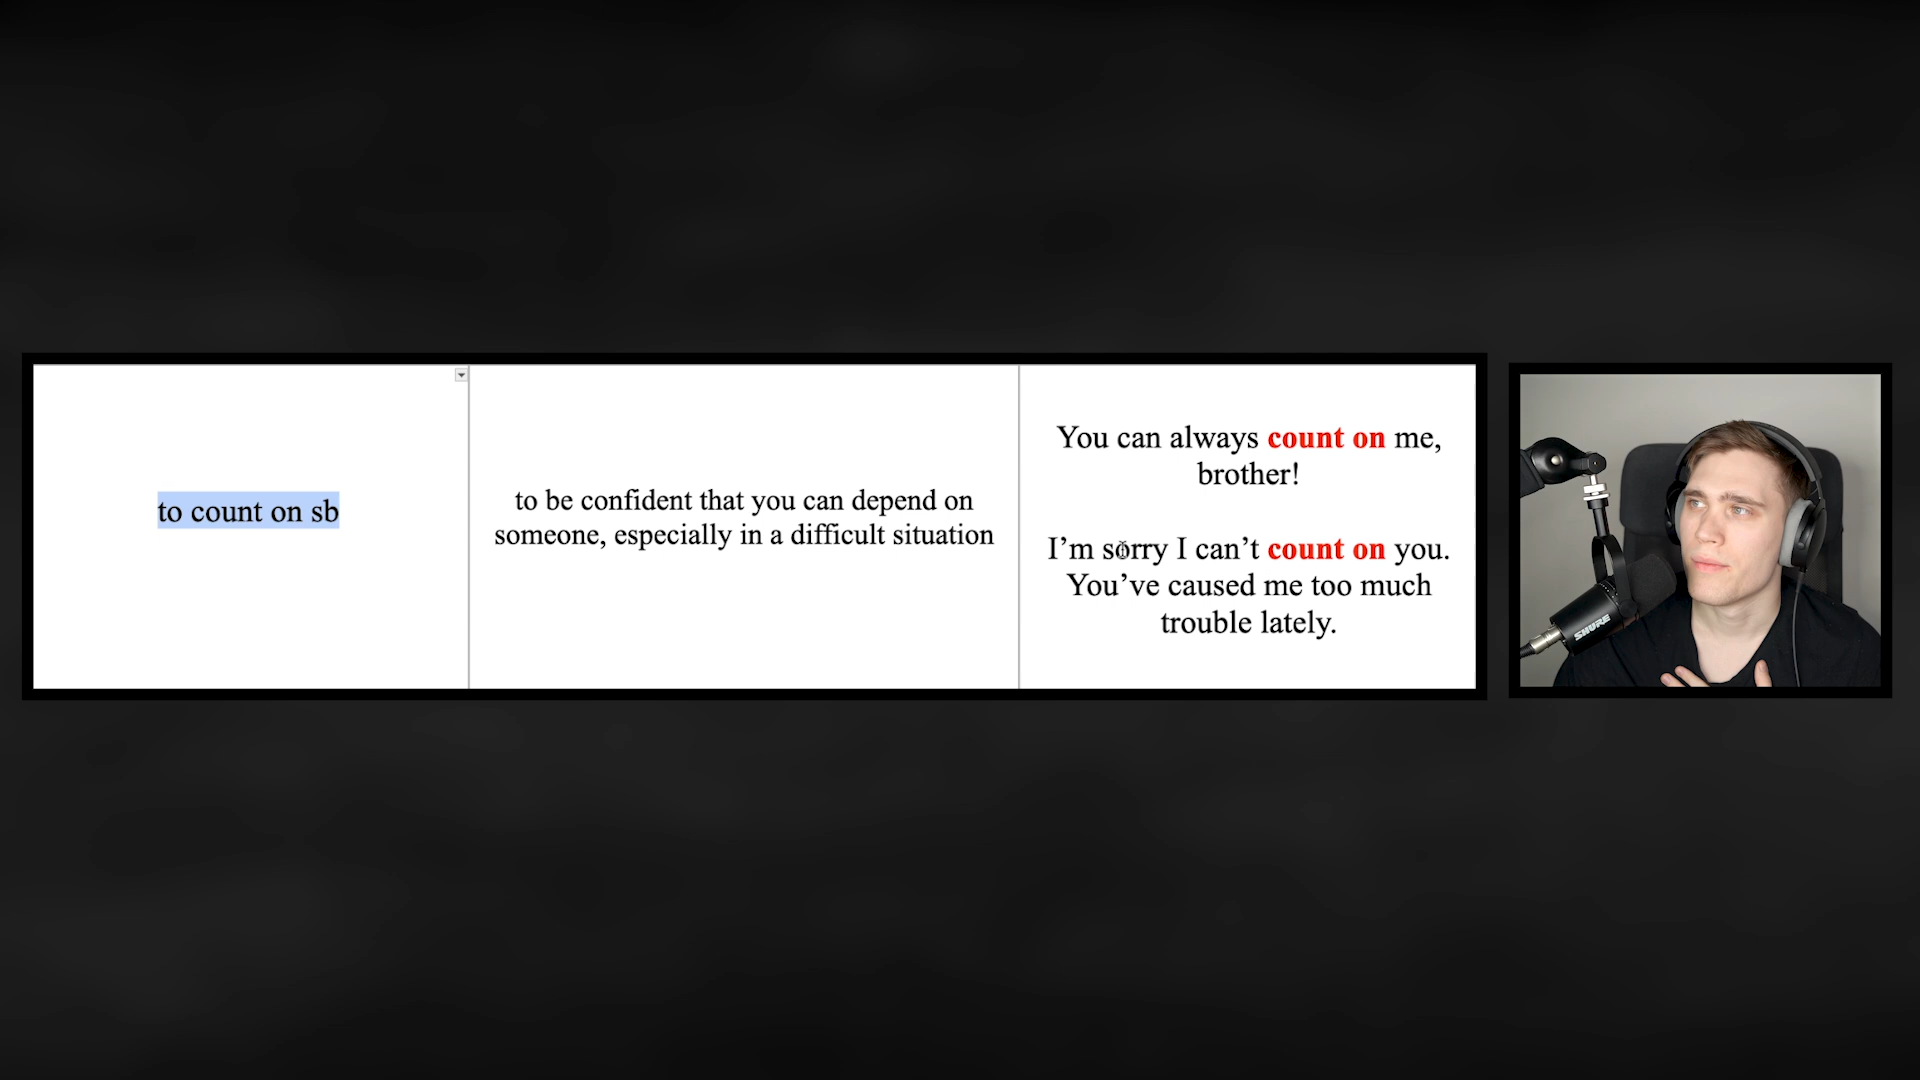 to count on sb
to be confident that you can depend on
someone, especially in a difficult situation
You can always count on me,
brother!
I’m sorry I can’t count on you.
You’ve caused me too much
trouble lately.
SHURE